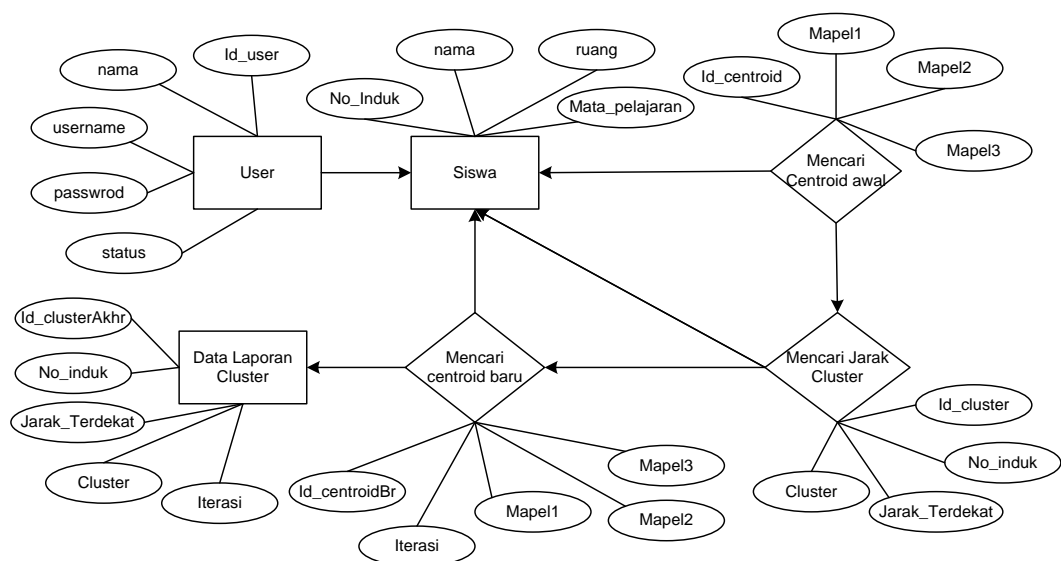 Id_user
nama
username
passwrod
status
User
nama
ruang
No_Induk
Mata_pelajaran
Siswa
Mapel1
Id_centroid
Mapel2
Mapel3
Mencari
Centroid awal
Id_clusterAkhr
No_induk
Jarak_Terdekat
Cluster
Iterasi
Data Laporan
Cluster
Mencari
centroid baru
Id_centroidBr
Iterasi
Mapel1
Mapel2
Mapel3
Mencari Jarak
Cluster
Id_cluster
No_induk
Jarak_Terdekat
Cluster